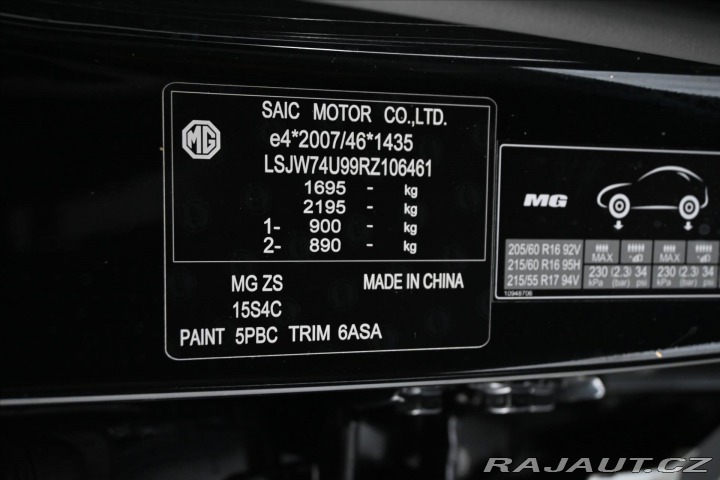 SAIC MOTOR CO.,LTD.
MG
e4*2007/46*1435
LSJW74U99RZ106461
1695 - kg
2195 - kg
1- 900 - kg
2- 890 - kg
MG ZS MADE IN CHINA
15S4C
PAINT 5PBC TRIM 6ASA
MG
205/60 R16 92V
215/60 R16 95H
215/55 R17 94V
MAX
MAX
230 (2.3) 34 230 (2.3) 34
kPa (bar) psi kPa (bar) psi
10948706
RAJAUT.CZ